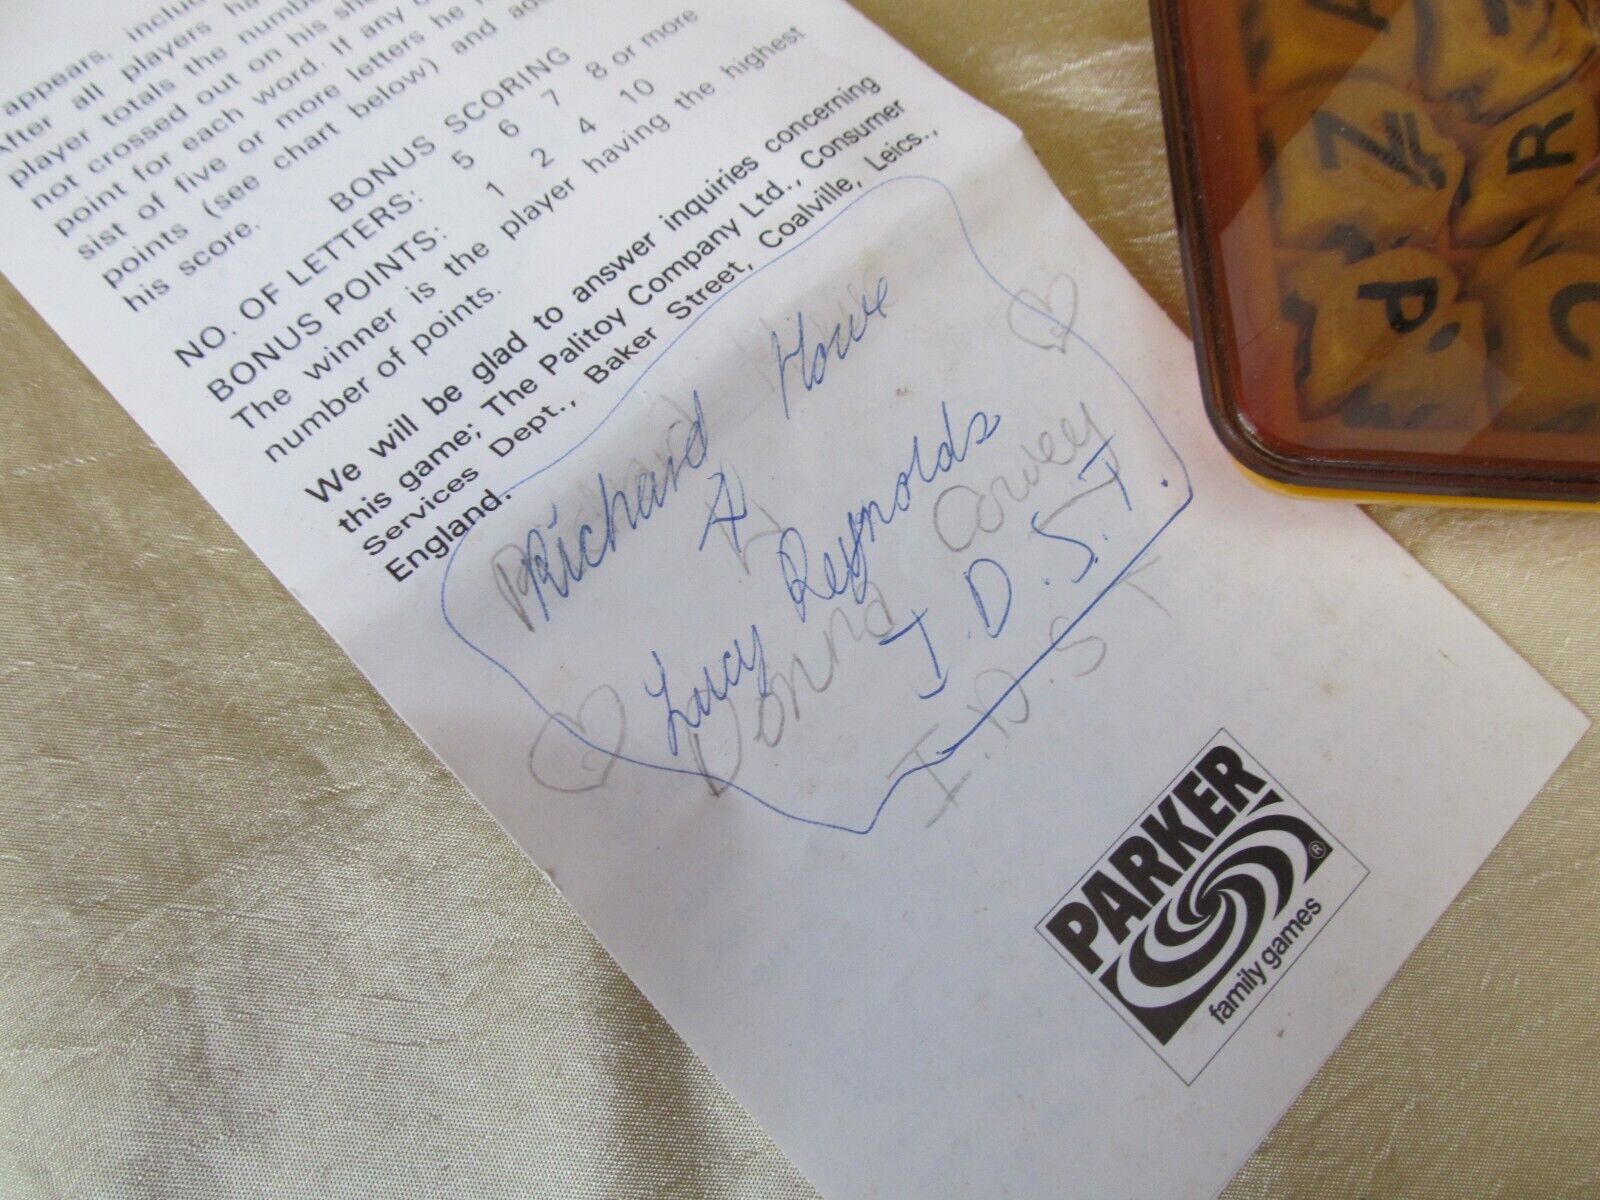 appears, includ
After all players ha
player totals the numbe
not crossed out on his she
point for each word. If any
sist of five or more letters he
points (see chart below) and add
his score.
BONUS SCORING
NO. OF LETTERS: 5 6 7 8 or more
BONUS POINTS: 1 2 4 10
The winner is the player having the highest
number of points.
We will be glad to answer inquiries concerning
this game; The Palitoy Company Ltd., Consumer
Services Dept., Baker Street, Coalville, Leics.,
England.
Richard Howe
Lucy Reynolds
I.D.S.T.
Donna
I.D.S.T
PARKER
family games
®
A
Z
R
P
C